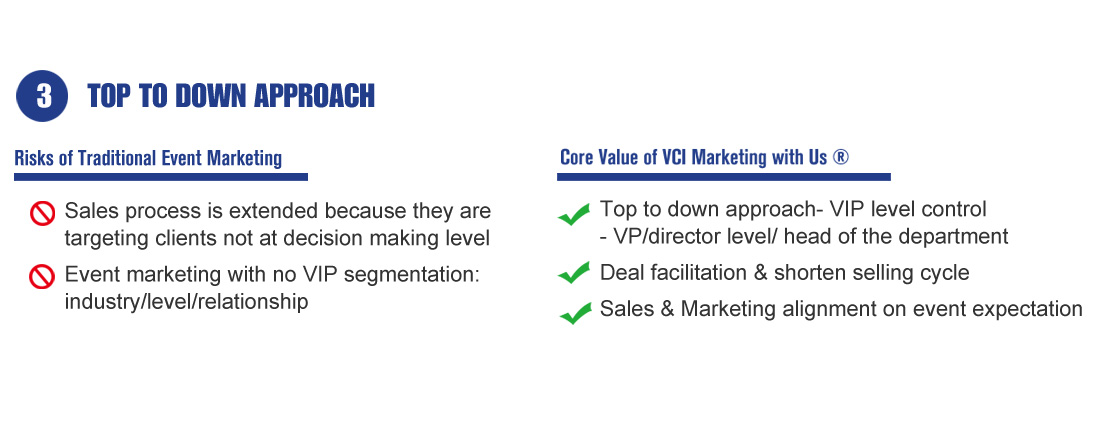 3 TOP TO DOWN APPROACH
Risks of Traditional Event Marketing
Sales process is extended because they are
targeting clients not at decision making level
Event marketing with no VIP segmentation:
industry/level/relationship
Core Value of VCI Marketing with Us ®
Top to down approach- VIP level control
- VP/director level/ head of the department
Deal facilitation & shorten selling cycle
Sales & Marketing alignment on event expectation